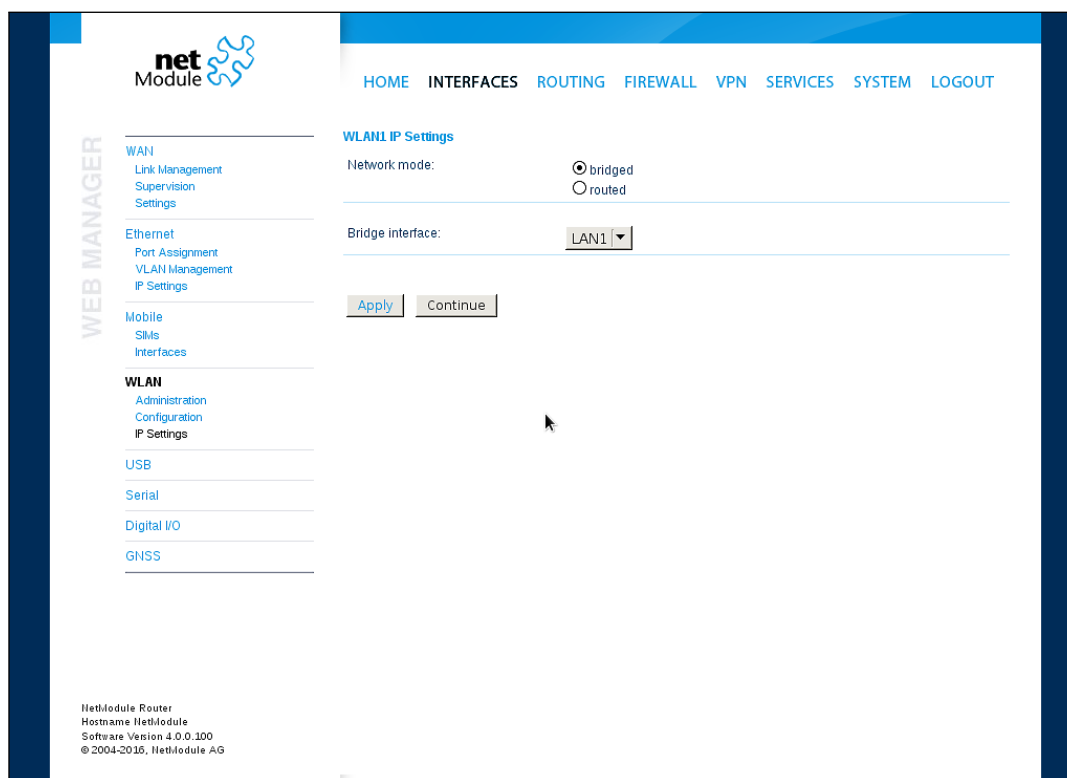 net
Module
HOME INTERFACES ROUTING FIREWALL VPN SERVICES SYSTEM LOGOUT
WEB MANAGER
WAN
Link Management
Supervision
Settings
Ethernet
Port Assignment
VLAN Management
IP Settings
Mobile
SIMs
Interfaces
WLAN
Administration
Configuration
IP Settings
USB
Serial
Digital I/O
GNSS
WLAN1 IP Settings
Network mode:
bridged
routed
Bridge interface:
LAN1
Apply Continue
NetModule Router
Hostname NetModule
Software Version 4.0.0.100
© 2004-2016, NetModule AG